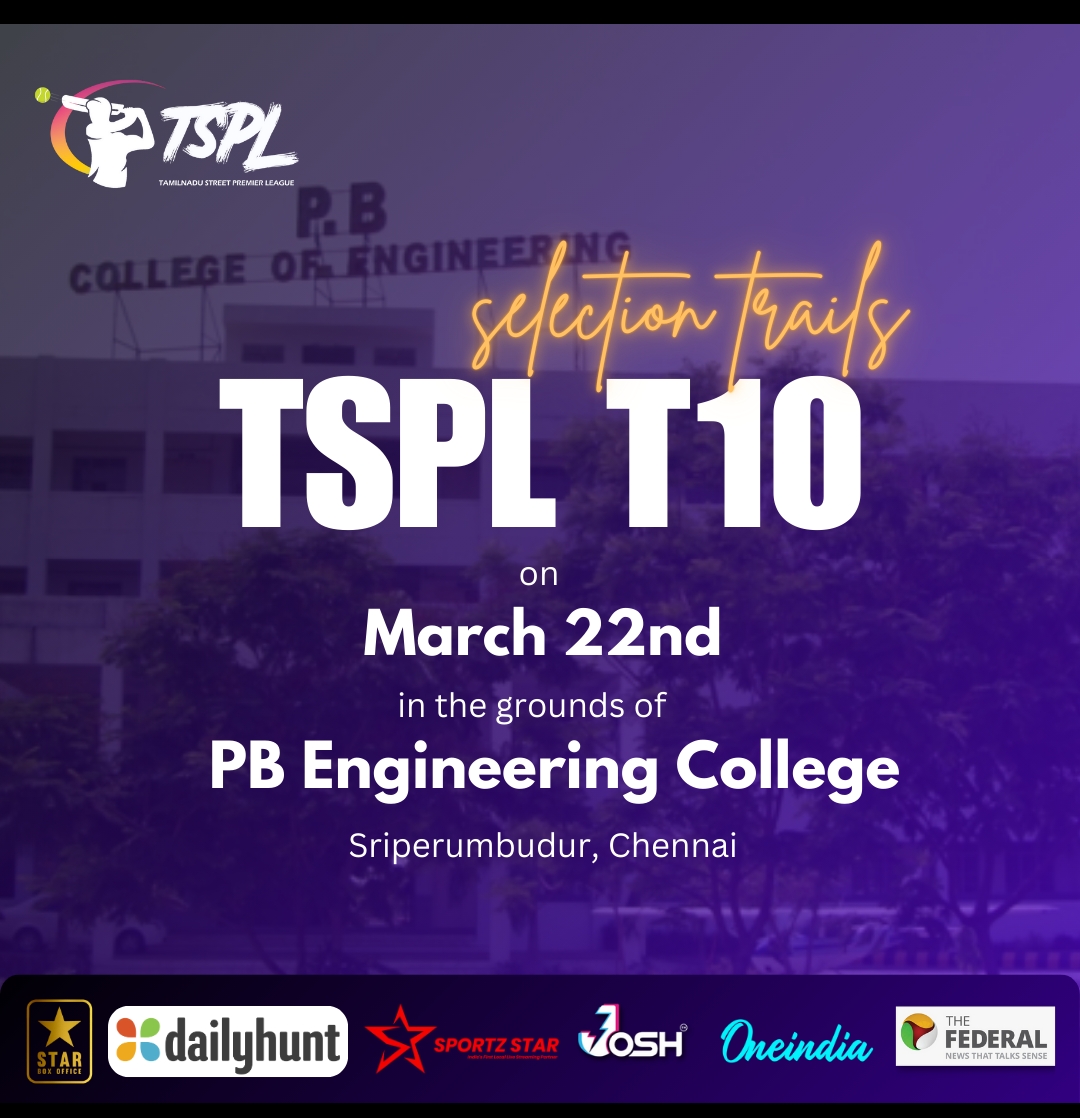 TSPL
TAMILNADU STREET PREMIER LEAGUE
P.B
COLLEGE OF ENGINEERING
selection trails
TSPL T10
on
March 22nd
in the grounds of
PB Engineering College
Sriperumbudur, Chennai
STAR
BOX OFFICE
dailyhunt
SPORTZ STAR
JOSH
Oneindia
THE
FEDERAL
NEWS THAT TALKS SENSE